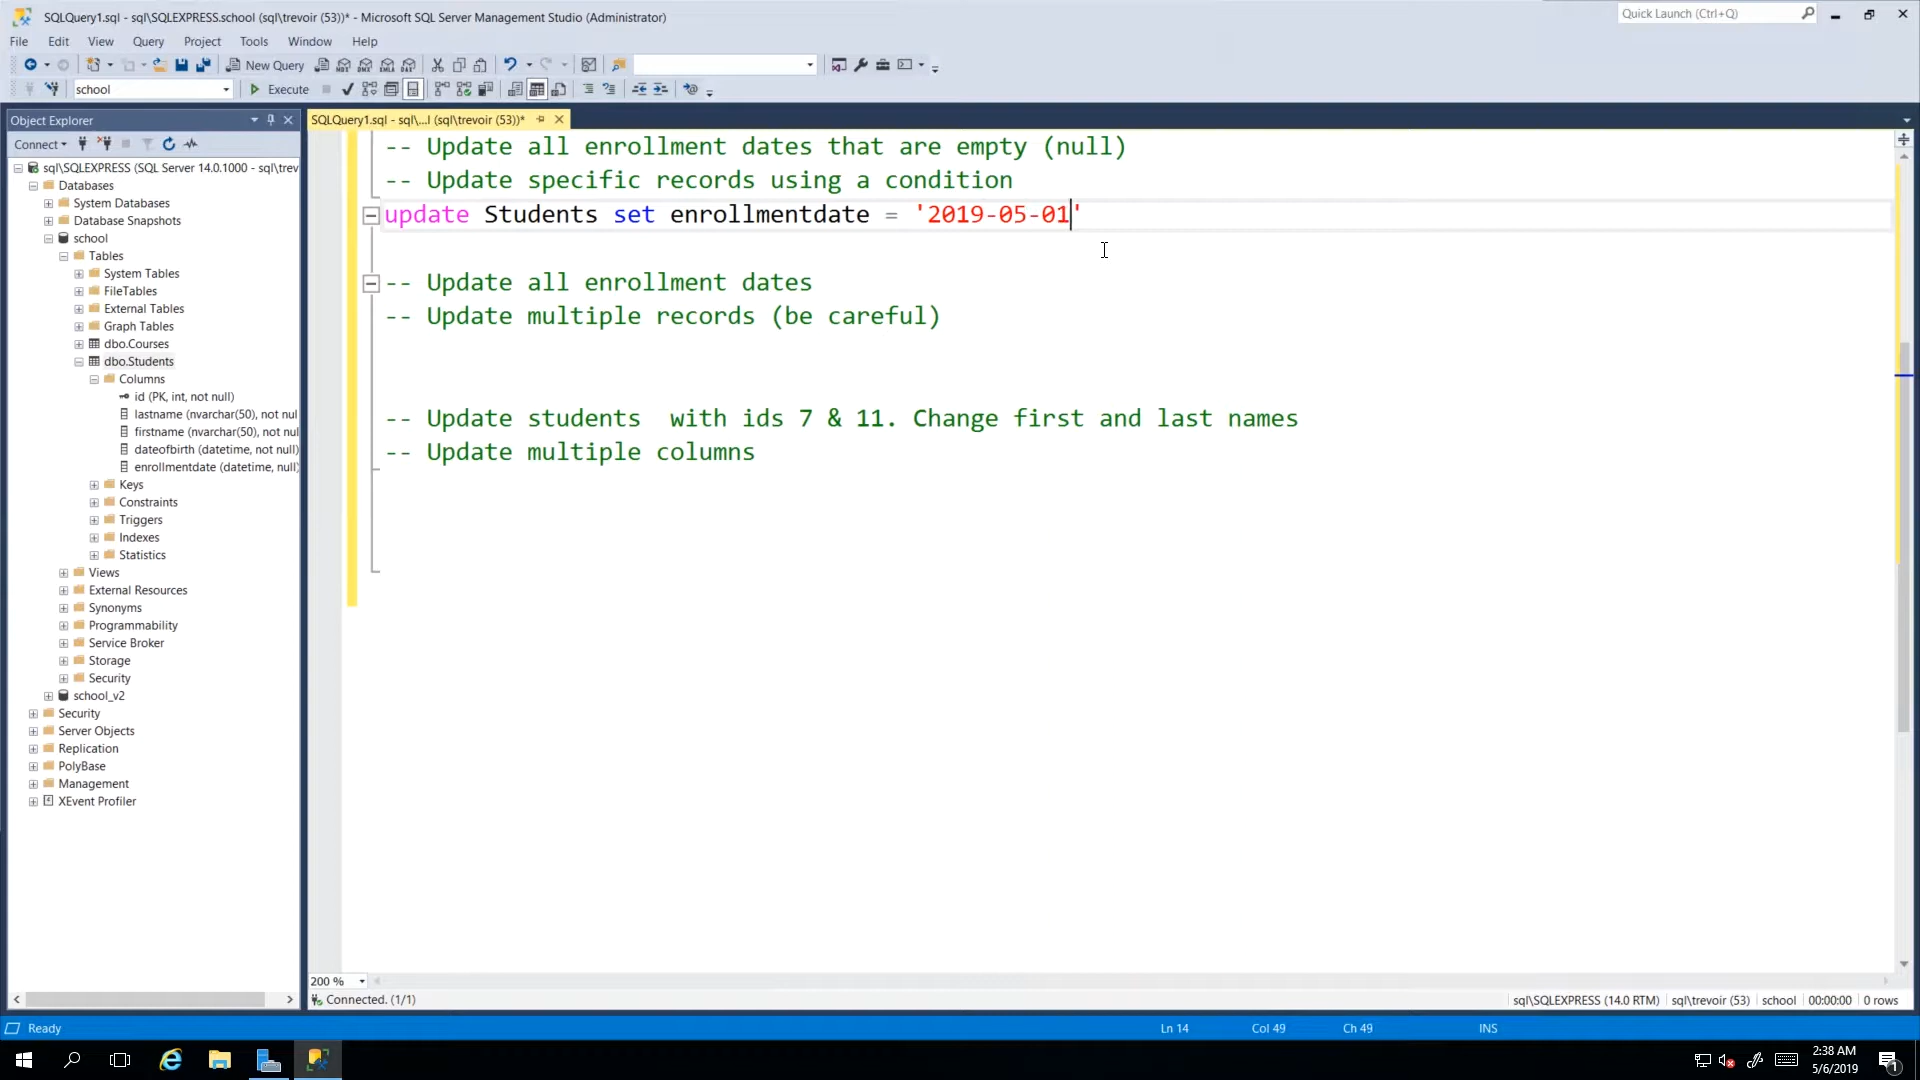 SQLQuery1.sql - sql\SQLEXPRESS.school (sql\trevoir (53))* - Microsoft SQL Server Management Studio (Administrator)
Quick Launch (Ctrl+Q)
File Edit View Query Project Tools Window Help
New Query
school
Execute
Object Explorer
SQLQuery1.sql - sql\...l (sql\trevoir (53))*
Connect
sql\SQLEXPRESS (SQL Server 14.0.1000 - sql\trev
Databases
System Databases
Database Snapshots
school
Tables
System Tables
FileTables
External Tables
Graph Tables
dbo.Courses
dbo.Students
Columns
id (PK, int, not null)
lastname (nvarchar(50), not nul
firstname (nvarchar(50), not nul
dateofbirth (datetime, not null)
enrollmentdate (datetime, null)
Keys
Constraints
Triggers
Indexes
Statistics
Views
External Resources
Synonyms
Programmability
Service Broker
Storage
Security
school_v2
Security
Server Objects
Replication
PolyBase
Management
XEvent Profiler
-- Update all enrollment dates that are empty (null)
-- Update specific records using a condition
update Students set enrollmentdate = '2019-05-01'
-- Update all enrollment dates
-- Update multiple records (be careful)
-- Update students  with ids 7 & 11. Change first and last names
-- Update multiple columns
200 %
Connected. (1/1)
sql\SQLEXPRESS (14.0 RTM) sql\trevoir (53) school 00:00:00 0 rows
Ready
Ln 14 Col 49 Ch 49 INS
2:38 AM
5/6/2019
1